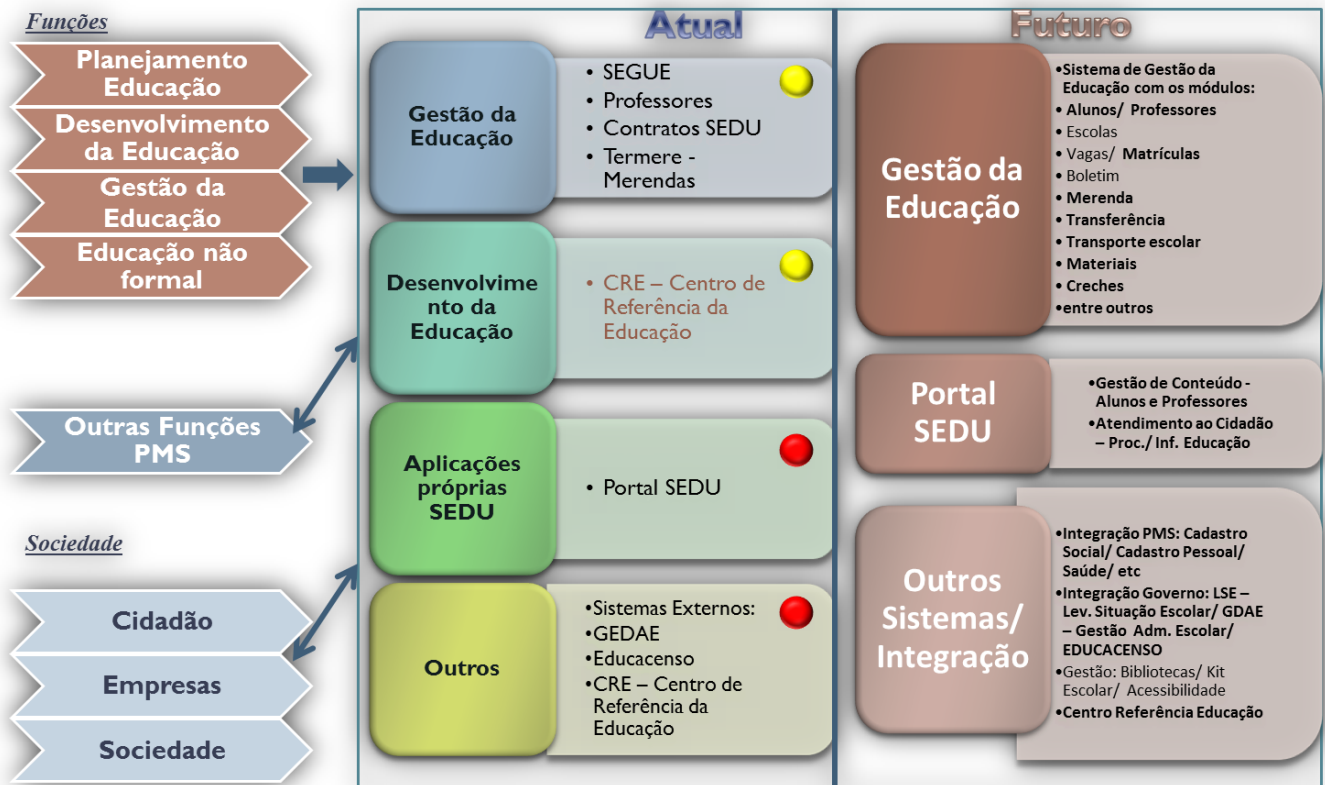 Funções
Planejamento
Educação
Desenvolvimento
da Educação
Gestão da
Educação
Educação não
formal
Outras Funções
PMS
Sociedade
Cidadão
Empresas
Sociedade
Atual
Gestão da
Educação
• SEGUE
• Professores
• Contratos SEDU
• Termere -
Merendas
Desenvolvime
nto da
Educação
• CRE – Centro de
Referência da
Educação
Aplicações
próprias
SEDU
• Portal SEDU
Outros
•Sistemas Externos:
•GEDAE
•Educacenso
•CRE – Centro de
Referência da
Educação
Futuro
Gestão da
Educação
•Sistema de Gestão da
Educação com os módulos:
• Alunos/ Professores
• Escolas
• Vagas/ Matrículas
• Boletim
• Merenda
• Transferência
• Transporte escolar
• Materiais
• Creches
•entre outros
Portal
SEDU
•Gestão de Conteúdo -
Alunos e Professores
•Atendimento ao Cidadão
– Proc./ Inf. Educação
Outros
Sistemas/
Integração
•Integração PMS: Cadastro
Social/ Cadastro Pessoal/
Saúde/ etc
•Integração Governo: LSE –
Lev. Situação Escolar/ GDAE
– Gestão Adm. Escolar/
EDUCACENSO
•Gestão: Bibliotecas/ Kit
Escolar/ Acessibilidade
•Centro Referência Educação